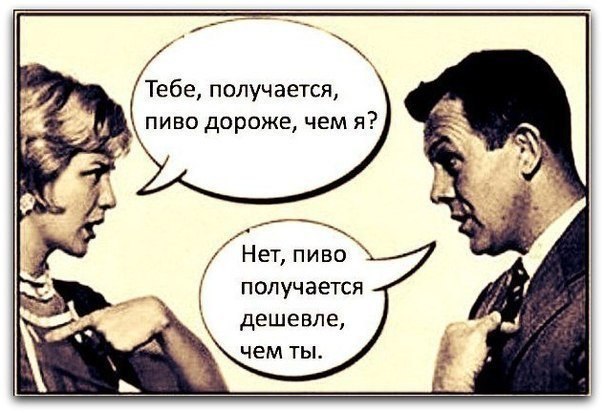 Тебе, получается,
пиво дороже, чем я?
Нет, пиво
получается
дешевле,
чем ты.